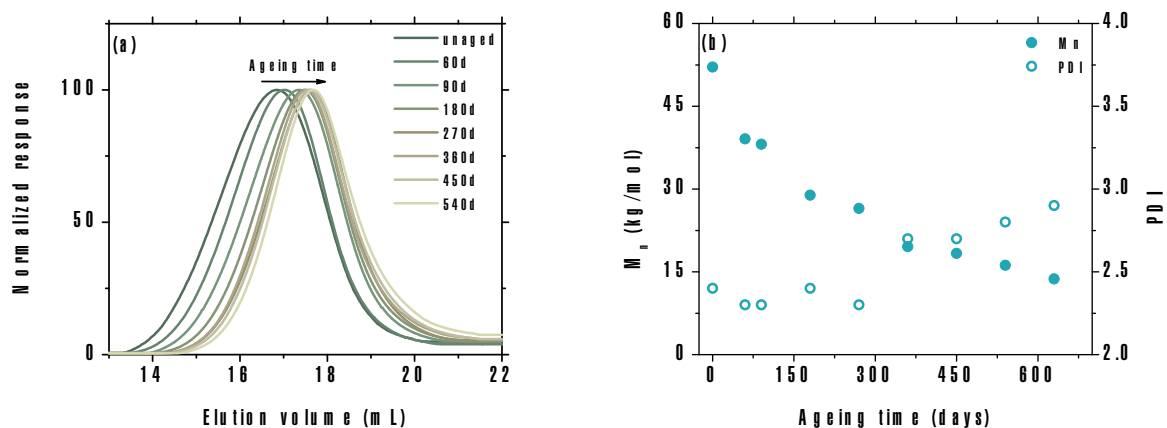 (a)
Ageing time
unaged
60d
90d
180d
270d
360d
450d
540d
100
50
0
14 16 18 20 22
Normalized response
Elution volume (mL)
(b)
Mn
PDI
60
45
30
15
0
4.0
3.5
3.0
2.5
2.0
0 150 300 450 600
Mn (kg/mol)
PDI
Ageing time (days)